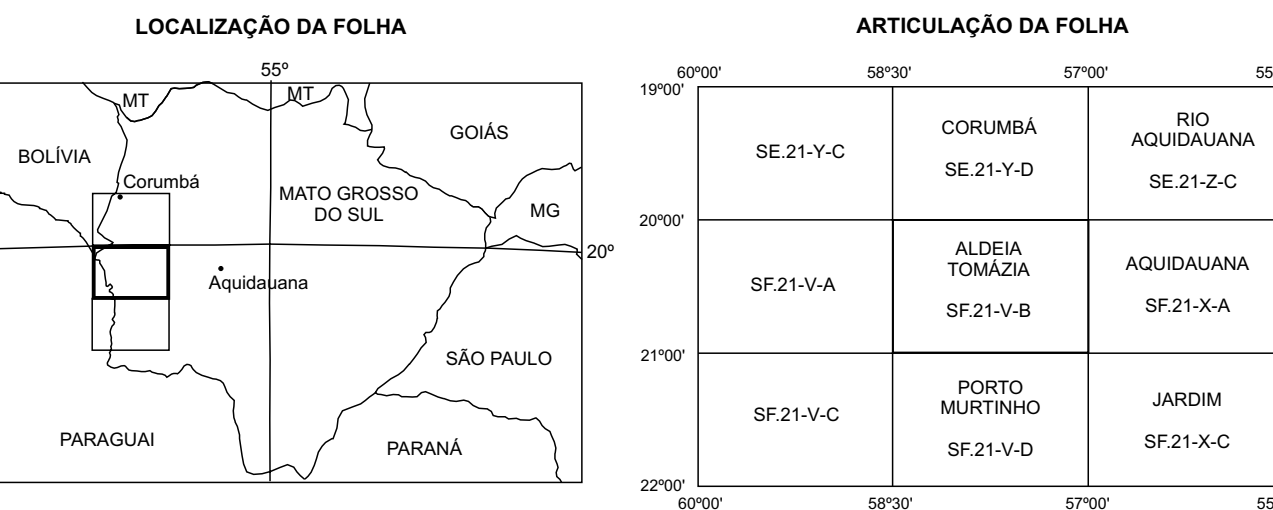 LOCALIZAÇÃO DA FOLHA
55º
MT
MT
GOIÁS
BOLÍVIA
Corumbá
MATO GROSSO
DO SUL
MG
20º
Aquidauana
SÃO PAULO
PARAGUAI
PARANÁ
ARTICULAÇÃO DA FOLHA
60º00' 58º30' 57º00' 55
19º00'
SE.21-Y-C
CORUMBÁ
SE.21-Y-D
RIO
AQUIDAUANA
SE.21-Z-C
20º00'
SF.21-V-A
ALDEIA
TOMÁZIA
SF.21-V-B
AQUIDAUANA
SF.21-X-A
21º00'
SF.21-V-C
PORTO
MURTINHO
SF.21-V-D
JARDIM
SF.21-X-C
22º00'
60º00' 58º30' 57º00' 55